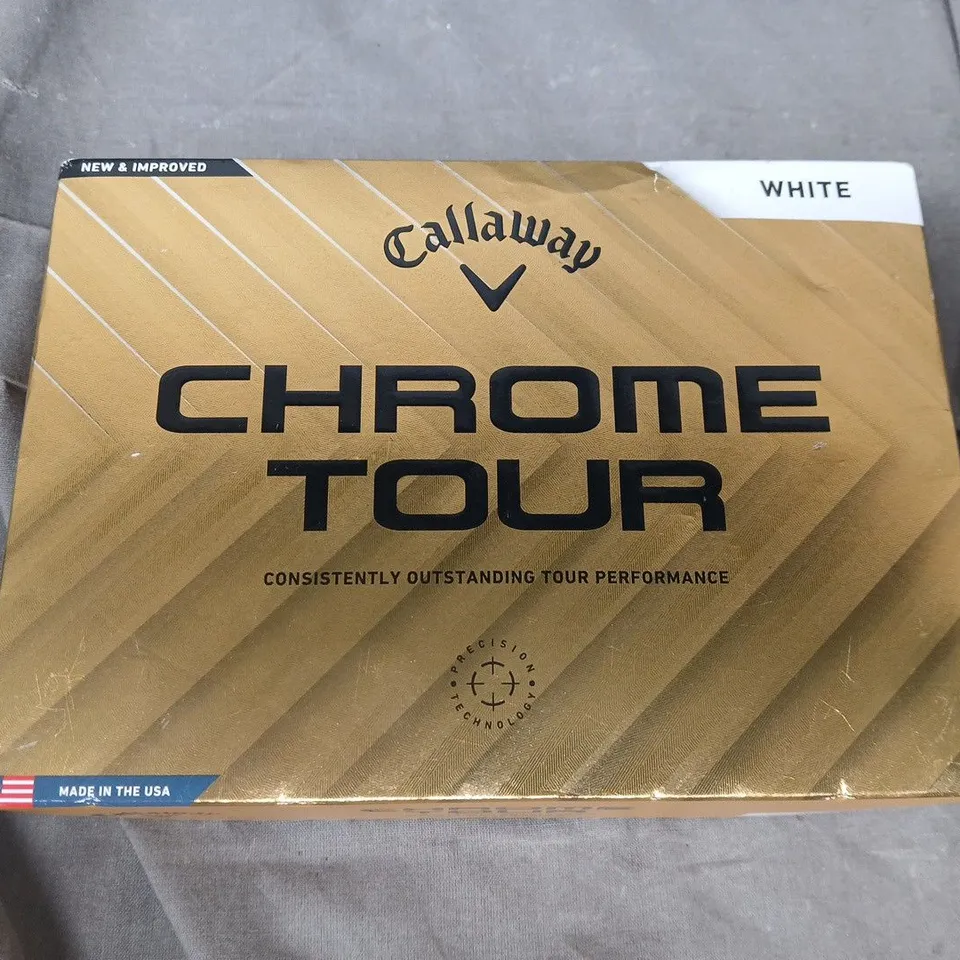 NEW & IMPROVED
WHITE
Callaway
CHROME
TOUR
CONSISTENTLY OUTSTANDING TOUR PERFORMANCE
PRECISION
TECHNOLOGY
MADE IN THE USA